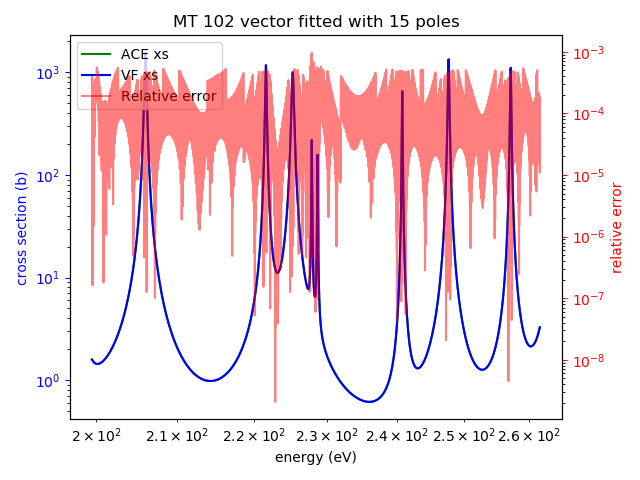 MT 102 vector fitted with 15 poles
ACE xs
VF xs
Relative error
cross section (b)
10³
10²
10¹
10⁰
10⁻³
10⁻⁴
10⁻⁵
10⁻⁶
10⁻⁷
10⁻⁸
relative error
2 × 10² 2.1 × 10² 2.2 × 10² 2.3 × 10² 2.4 × 10² 2.5 × 10² 2.6 × 10²
energy (eV)